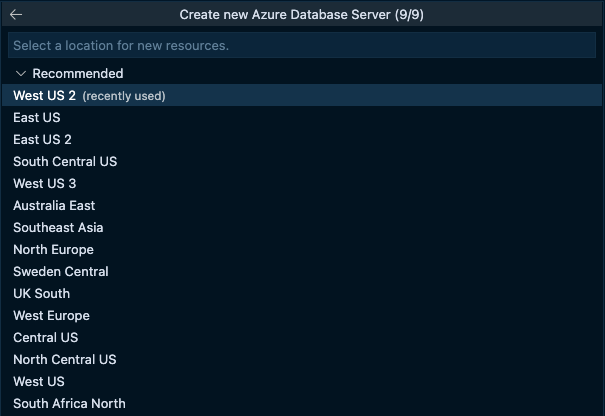 Create new Azure Database Server (9/9)
Select a location for new resources.
Recommended
West US 2 (recently used)
East US
East US 2
South Central US
West US 3
Australia East
Southeast Asia
North Europe
Sweden Central
UK South
West Europe
Central US
North Central US
West US
South Africa North